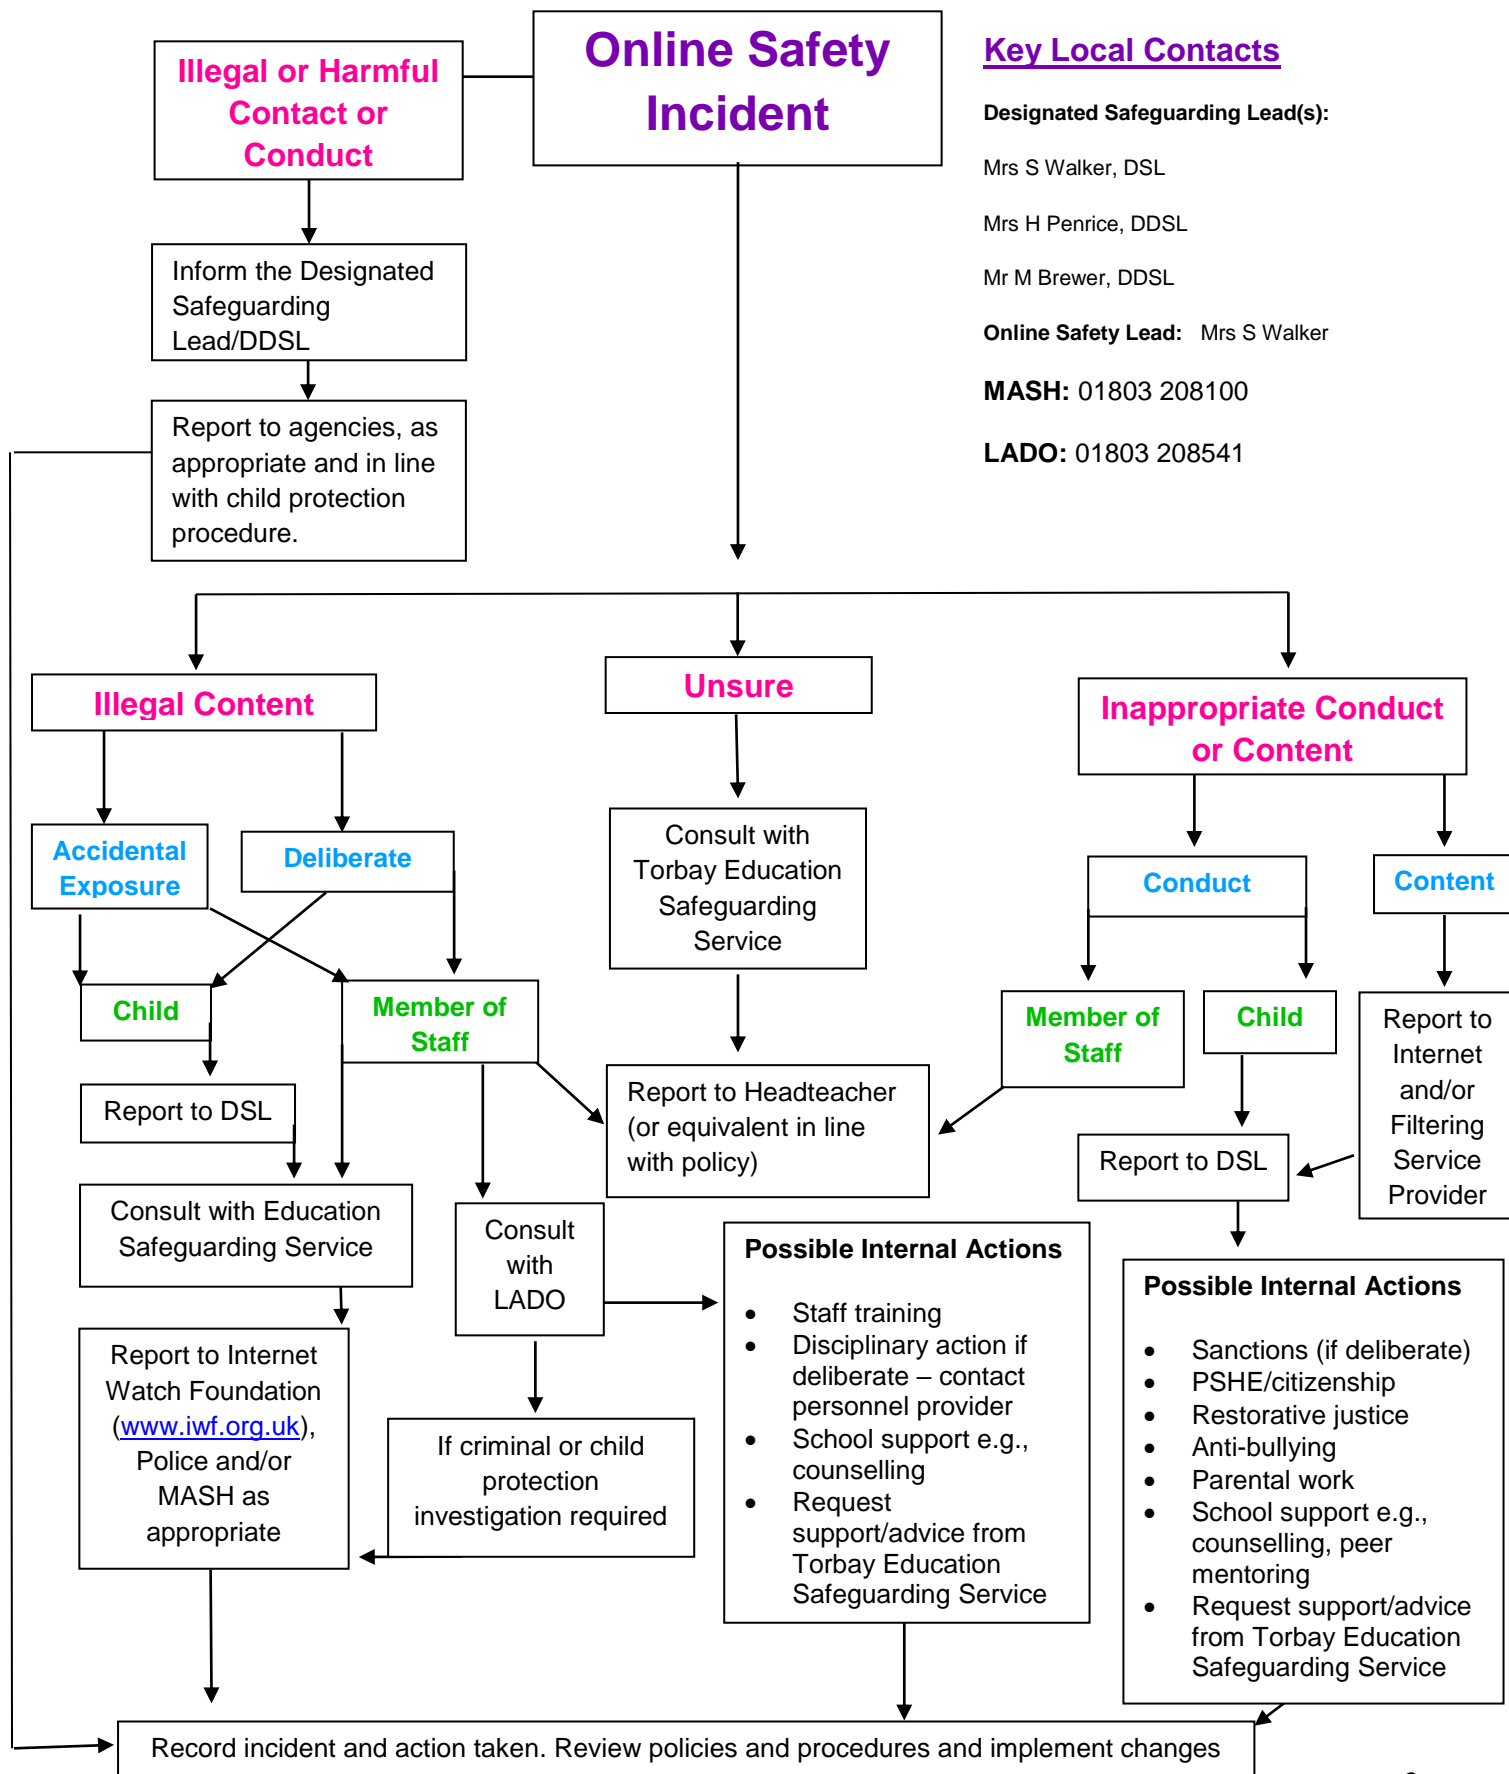 Online Safety
Incident
Illegal or Harmful
Contact or
Conduct
Key Local Contacts
Designated Safeguarding Lead(s):
Mrs S Walker, DSL
Mrs H Penrice, DDSL
Mr M Brewer, DDSL
Online Safety Lead: Mrs S Walker
MASH: 01803 208100
LADO: 01803 208541
Inform the Designated
Safeguarding
Lead/DDSL
Report to agencies, as
appropriate and in line
with child protection
procedure.
Illegal Content
Unsure
Inappropriate Conduct
or Content
Accidental
Exposure
Deliberate
Consult with
Torbay Education
Safeguarding
Service
Conduct
Content
Child
Member of
Staff
Member of
Staff
Child
Report to
Internet
and/or
Filtering
Service
Provider
Report to DSL
Report to Headteacher
(or equivalent in line
with policy)
Report to DSL
Consult with Education
Safeguarding Service
Consult
with
LADO
Possible Internal Actions
• Staff training
• Disciplinary action if
deliberate – contact
personnel provider
• School support e.g.,
counselling
• Request
support/advice from
Torbay Education
Safeguarding Service
Possible Internal Actions
• Sanctions (if deliberate)
• PSHE/citizenship
• Restorative justice
• Anti-bullying
• Parental work
• School support e.g.,
counselling, peer
mentoring
• Request support/advice
from Torbay Education
Safeguarding Service
Report to Internet
Watch Foundation
(www.iwf.org.uk),
Police and/or
MASH as
appropriate
If criminal or child
protection
investigation required
Record incident and action taken. Review policies and procedures and implement changes